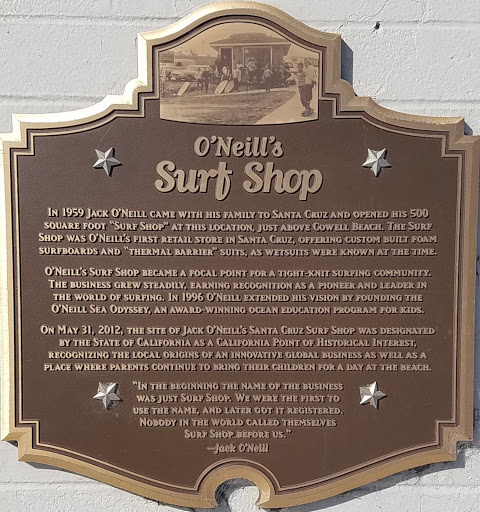 O'Neill's
Surf Shop
In 1959 Jack O'Neill came with his family to Santa Cruz and opened his 500
square foot "Surf Shop" at this location, just above Cowell Beach. The Surf
Shop was O'Neill's first retail store in Santa Cruz, offering custom built foam
surfboards and "thermal barrier" suits, as wetsuits were known at the time.
O'Neill's Surf Shop became a focal point for a tight-knit surfing community.
The business grew steadily, earning recognition as a pioneer and leader in
the world of surfing. In 1996 O'Neill extended his vision by founding the
O'Neill Sea Odyssey, an award-winning ocean education program for kids.
On May 31, 2012, the site of Jack O'Neill's Santa Cruz Surf Shop was designated
by the State of California as a California Point of Historical Interest,
recognizing the local origins of an innovative global business as well as a
place where parents continue to bring their children for a day at the beach.
"In the beginning the name of the business
was just Surf Shop. We were the first to
use the name, and later got it registered.
Nobody in the world called themselves
Surf Shop before us."
—Jack O'Neill